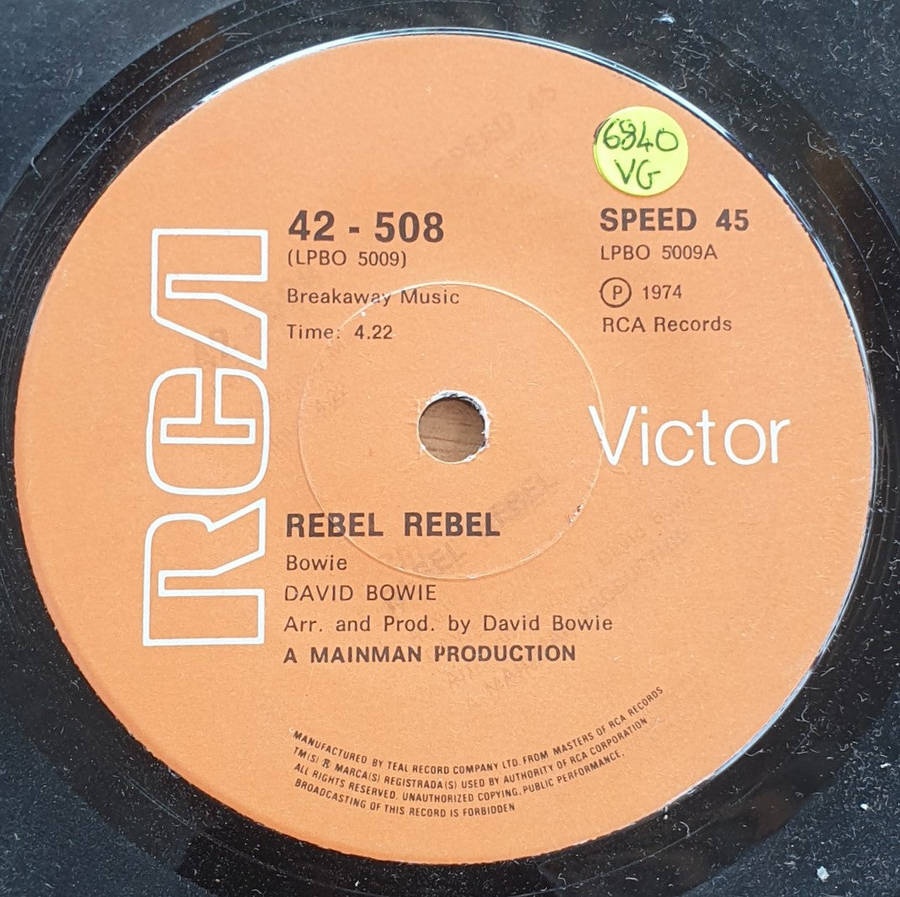 6840
VG
42 - 508
(LPBO 5009)
Breakaway Music
Time: 4.22
SPEED 45
LPBO 5009A
Ⓟ 1974
RCA Records
RCA
Victor
REBEL REBEL
Bowie
DAVID BOWIE
Arr. and Prod. by David Bowie
A MAINMAN PRODUCTION
MANUFACTURED BY TEAL RECORD COMPANY LTD. FROM MASTERS OF RCA RECORDS
TM(S) ® MARCA(S) REGISTRADA(S) USED BY AUTHORITY OF RCA CORPORATION
ALL RIGHTS RESERVED. UNAUTHORIZED COPYING, PUBLIC PERFORMANCE,
BROADCASTING OF THIS RECORD IS FORBIDDEN